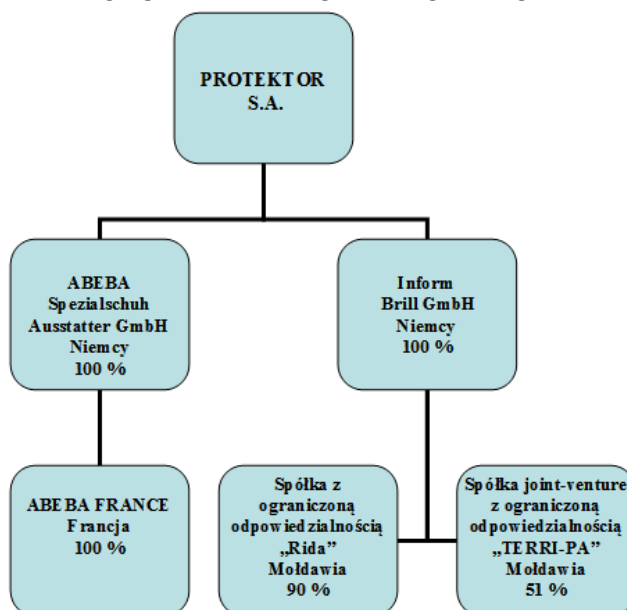 PROTEKTOR
S.A.
ABEBA
Spezialschuh
Ausstatter GmbH
Niemcy
100 %
Inform
Brill GmbH
Niemcy
100 %
ABEBA FRANCE
Francja
100 %
Spółka z
ograniczoną
odpowiedzialnością
„Rida”
Mołdawia
90 %
Spółka joint-venture
z ograniczoną
odpowiedzialnością
„TERRI-PA”
Mołdawia
51 %